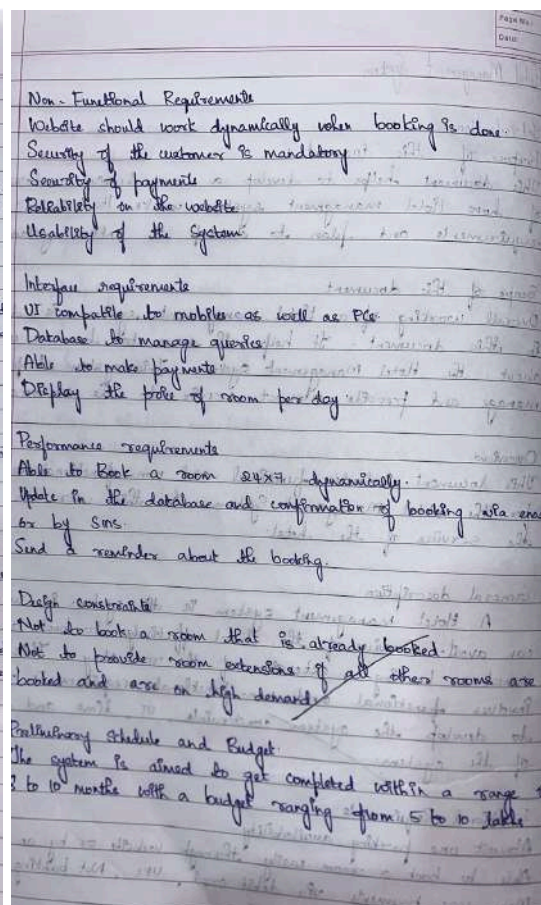 Page No.:
Date:
Non-Functional Requirements
Website should work dynamically when booking is done.
Security of the customer is mandatory
Security of payments
Reliability on the website
Usability of the System
Interface requirements
UI compatible to mobiles as well as PCs
Database to manage queries
Able to make payments
Display the price of room per day
Performance requirements
Able to Book a room 24x7 dynamically.
Update in the database and confirmation of booking via
or by sms.
Send a reminder about the booking.
Design constraints
Not to book a room that is already booked
Not to provide room extensions if all other rooms are
booked and are on high demand.
Preliminary schedule and Budget.
The system is aimed to get completed within a range
to 10 months with a budget ranging from 5 to 10 lakhs